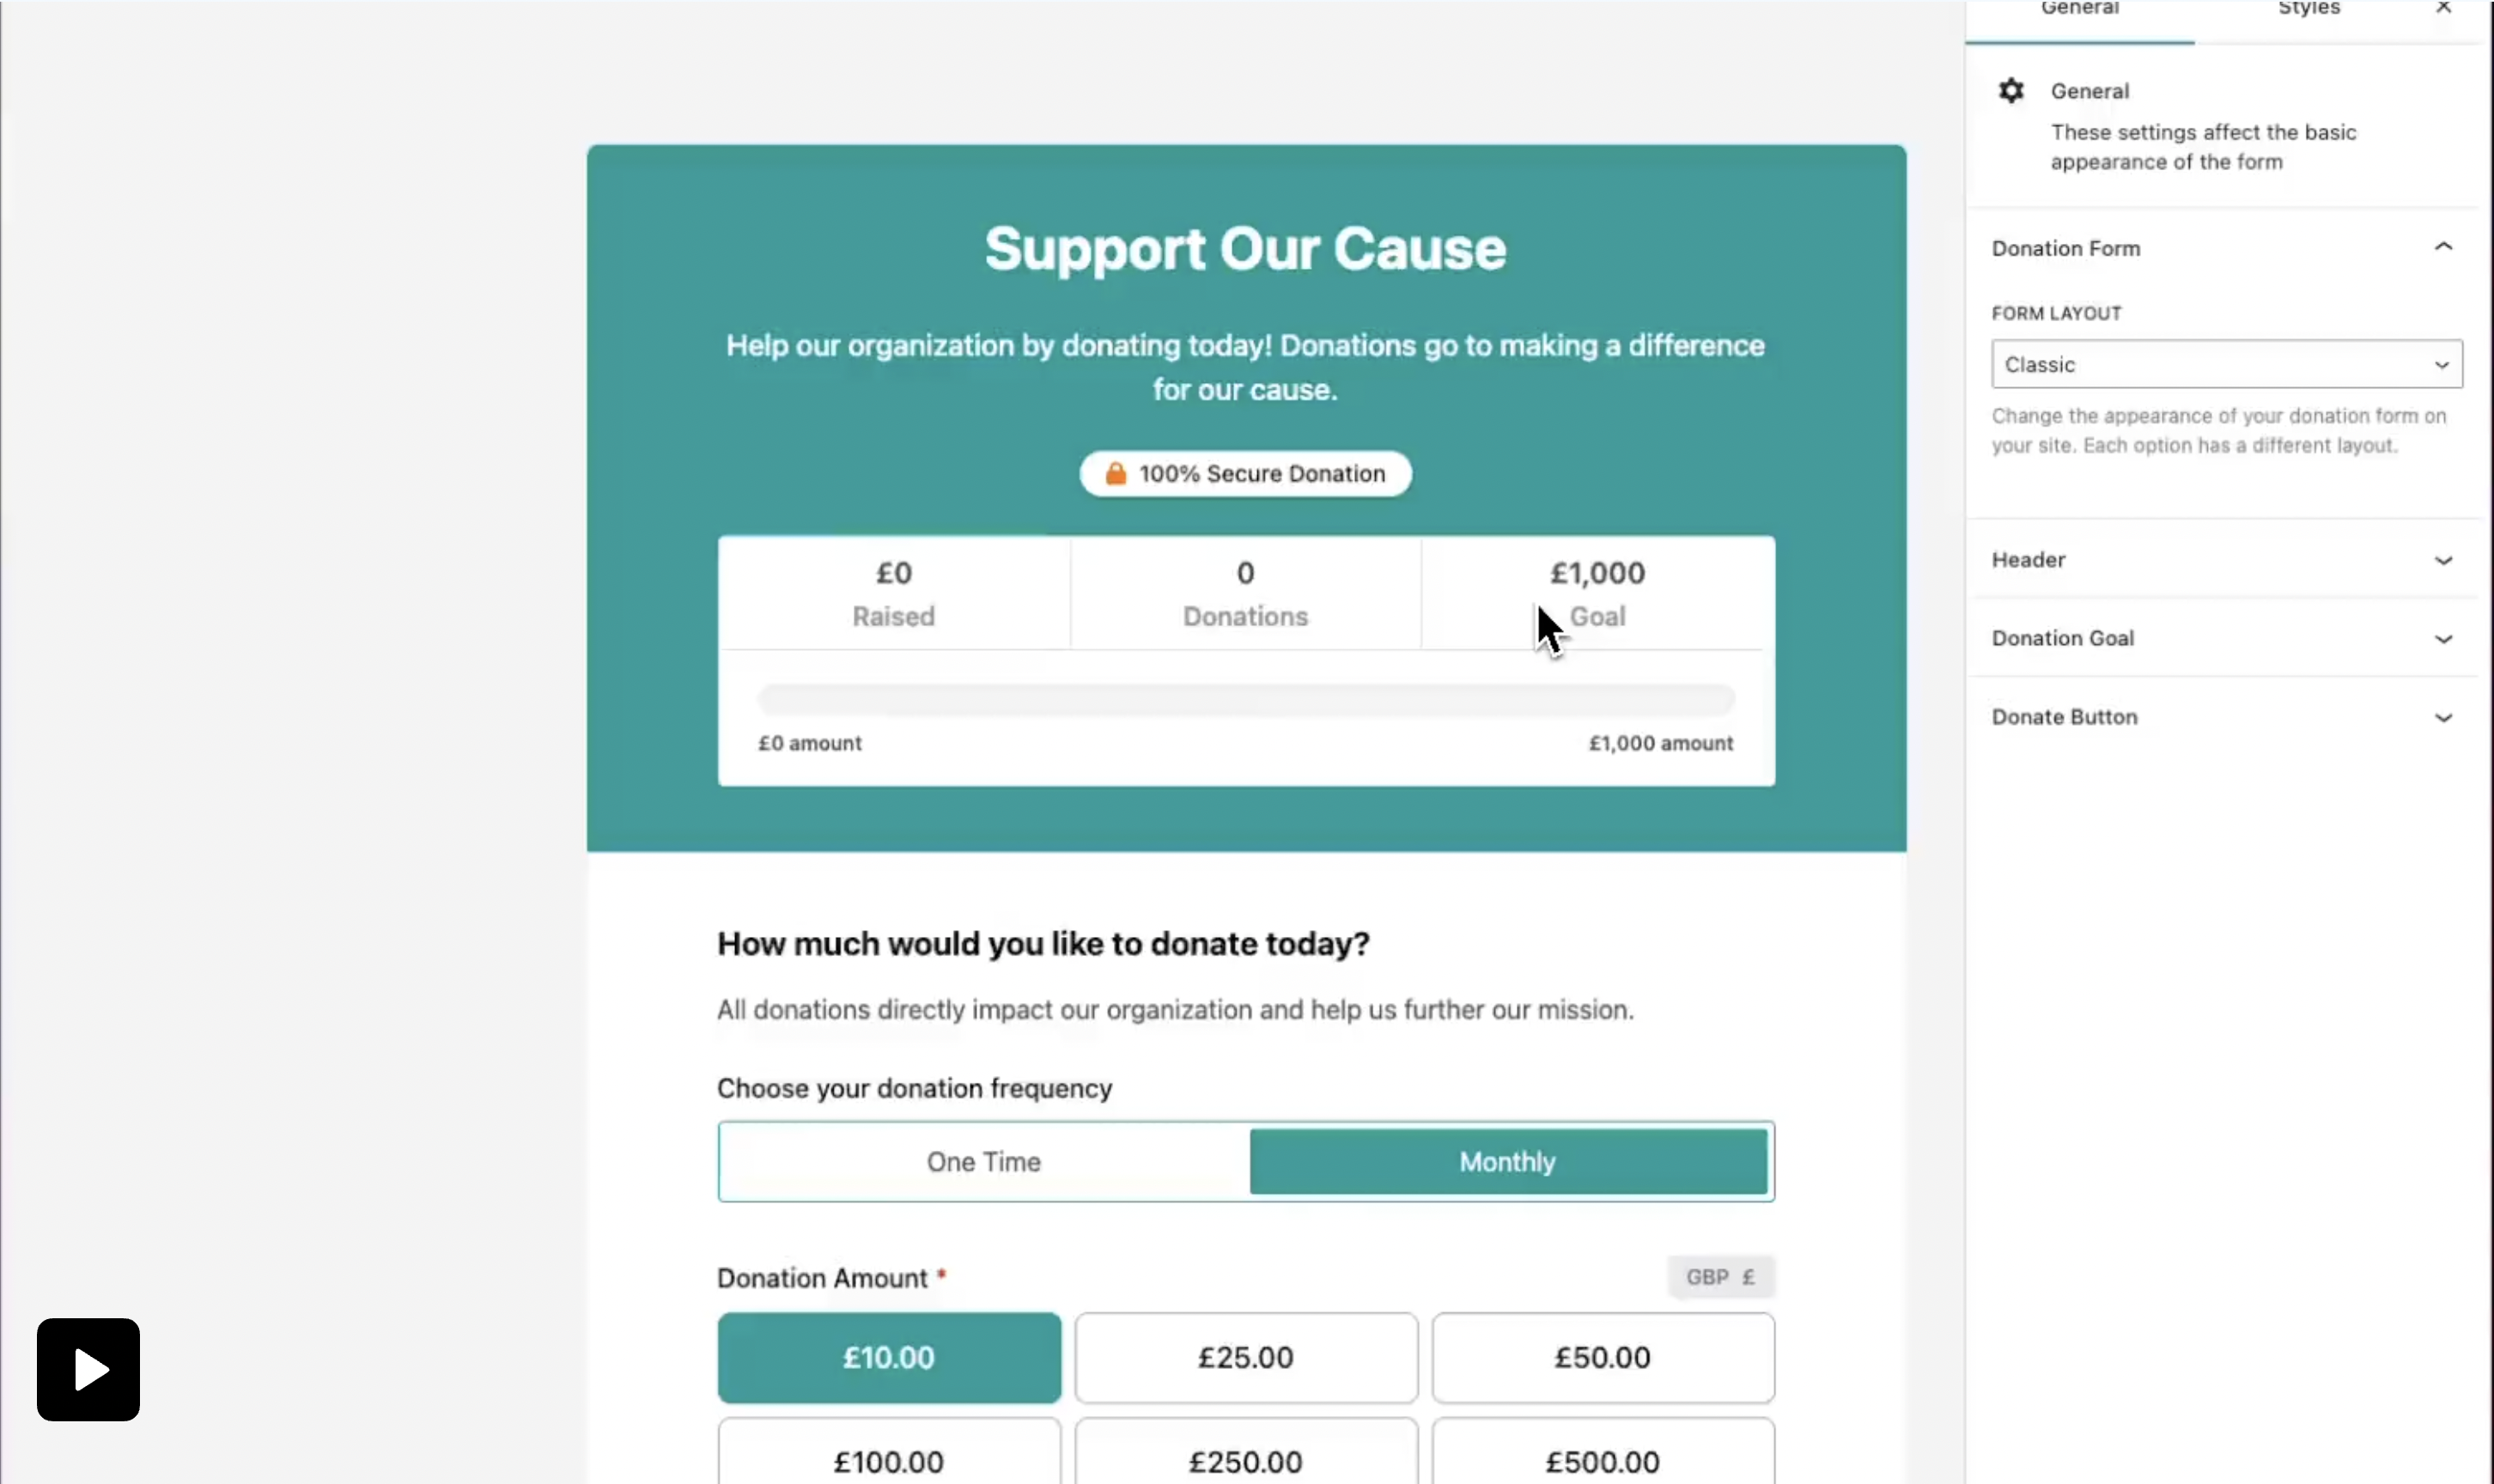 General
Styles
General
These settings affect the basic
appearance of the form
Donation Form
FORM LAYOUT
Classic
Change the appearance of your donation form on
your site. Each option has a different layout.
Header
Donation Goal
Donate Button
Support Our Cause
Help our organization by donating today! Donations go to making a difference
for our cause.
100% Secure Donation
£0
Raised
0
Donations
£1,000
Goal
£0 amount
£1,000 amount
How much would you like to donate today?
All donations directly impact our organization and help us further our mission.
Choose your donation frequency
One Time
Monthly
Donation Amount *
GBP £
£10.00
£25.00
£50.00
£100.00
£250.00
£500.00